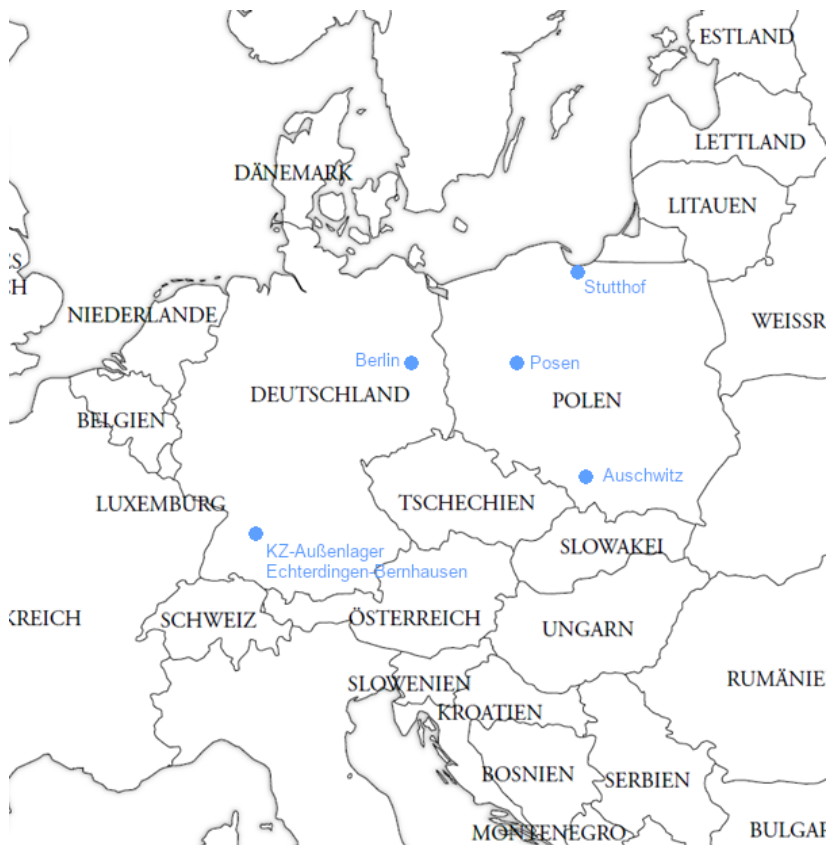 ESTLAND
LETTLAND
DÄNEMARK
LITAUEN
S
CH
Stutthof
NIEDERLANDE
WEISSR
Berlin
Posen
DEUTSCHLAND
POLEN
BELGIEN
Auschwitz
LUXEMBURG
TSCHECHIEN
SLOWAKEI
KZ-Außenlager
Echterdingen-Bernhausen
KREICH
SCHWEIZ
ÖSTERREICH
UNGARN
SLOWENIEN
RUMÄNIE
KROATIEN
BOSNIEN
SERBIEN
MONTENEGRO
BULGAR